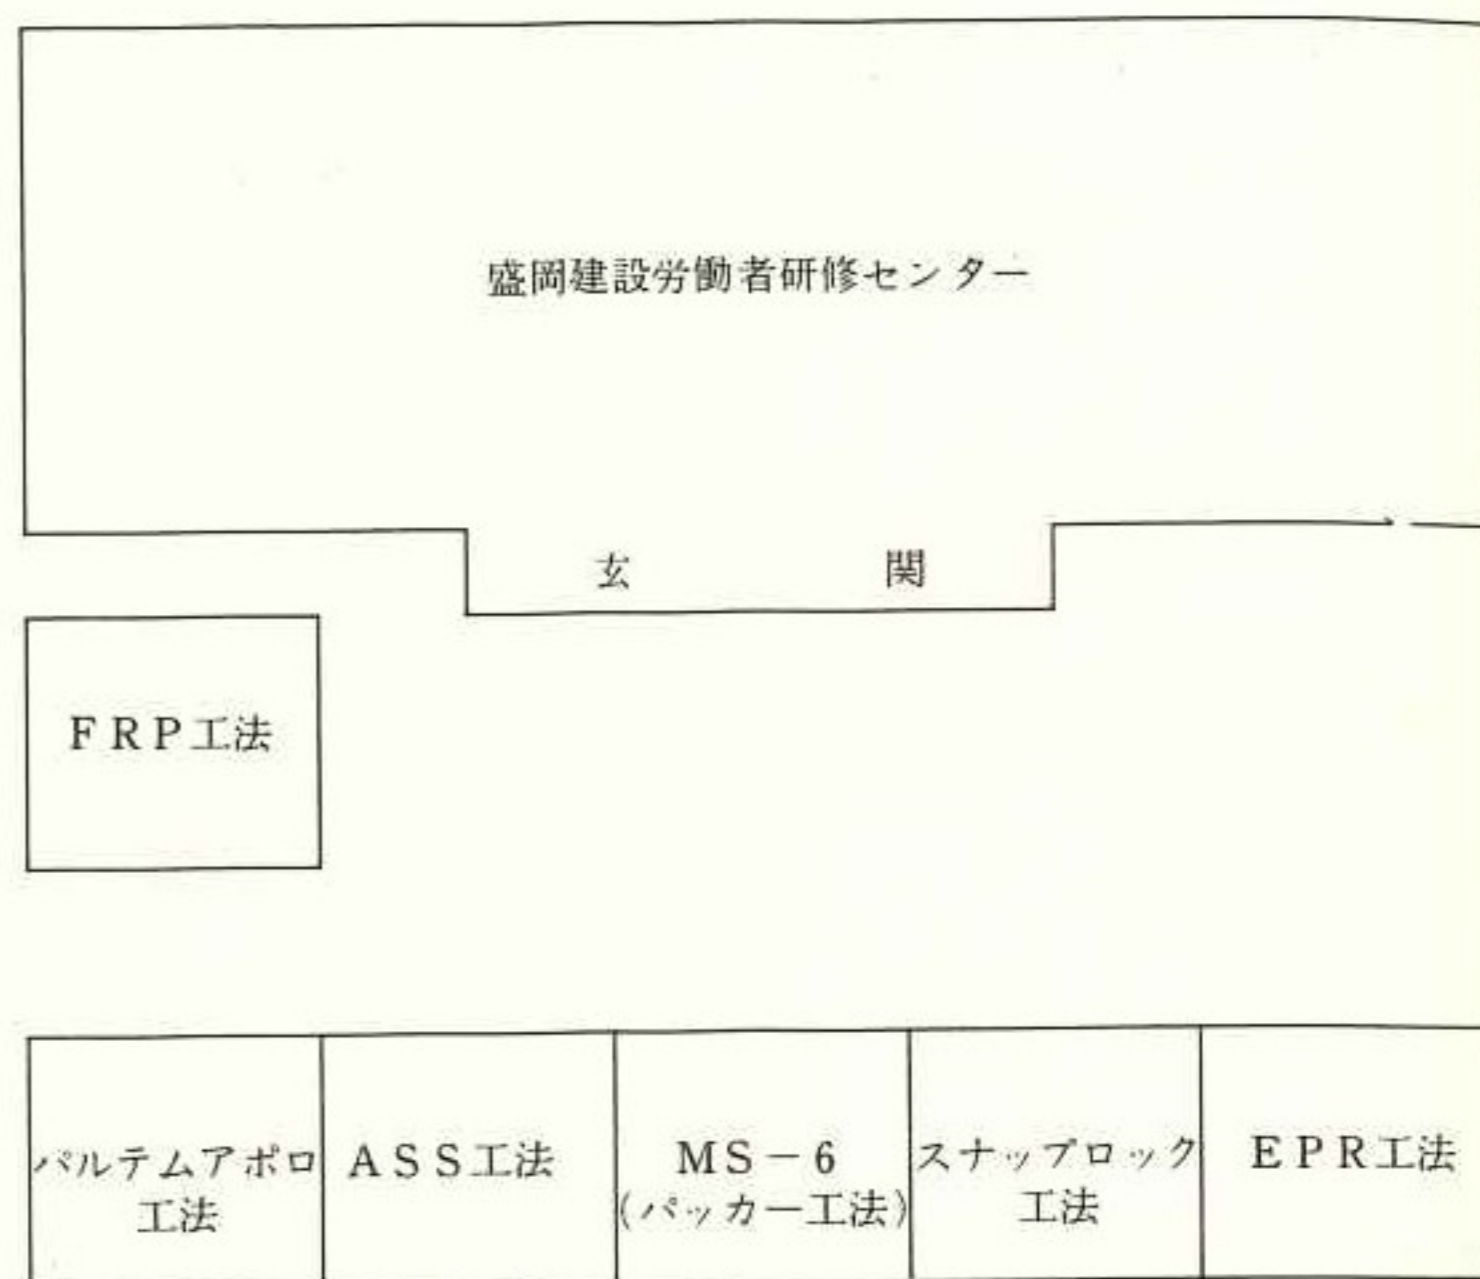 盛岡建設労働者研修センター
玄 関
FRP工法
パルテムアポロ
工法
ASS工法
MS-6
(パッカー工法)
スナップロック
工法
EPR工法